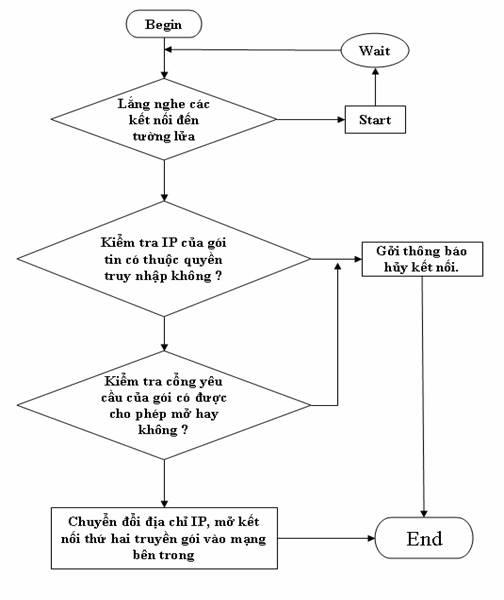 Begin
Wait
Lắng nghe các
kết nối đến
tường lửa
Start
Kiểm tra IP của gói
tin có thuộc quyền
truy nhập không ?
Gởi thông báo
hủy kết nối.
Kiểm tra cổng yêu
cầu của gói có được
cho phép mở hay
không ?
Chuyển đổi địa chỉ IP, mở kết
nối thứ hai truyền gói vào mạng
bên trong
End